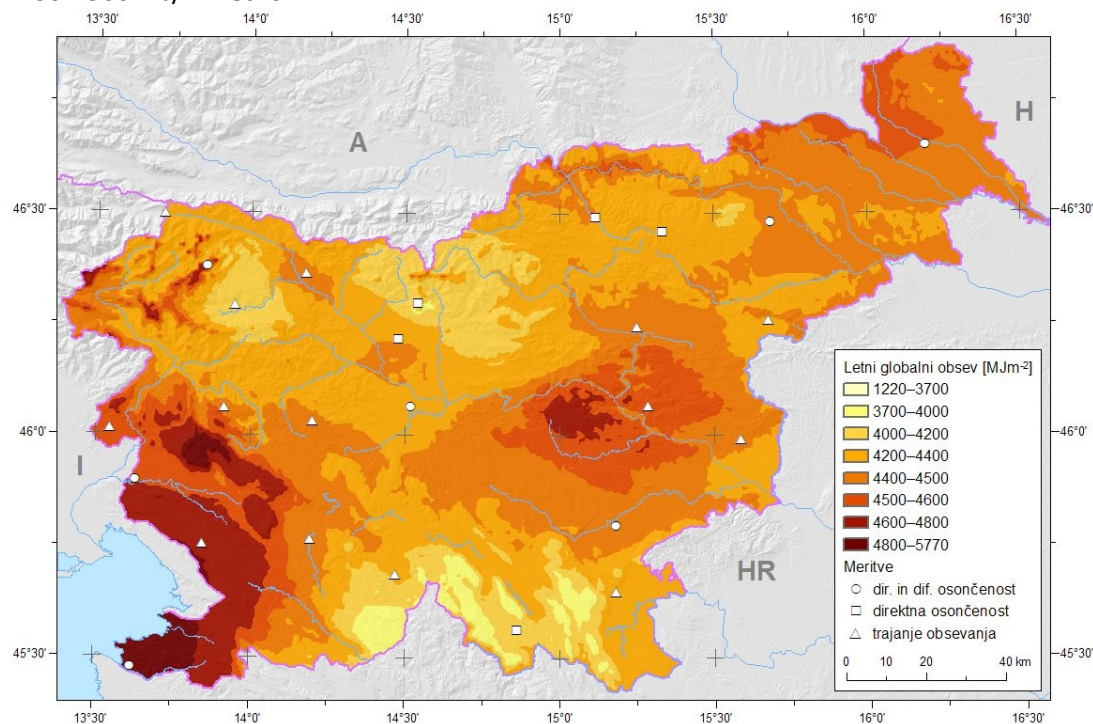 13°30' 14°0' 14°30' 15°0' 15°30' 16°0' 16°30'
H
A
46°30' 46°30'
Letni globalni obsev [MJm-2]
1220–3700
3700–4000
4000–4200
4200–4400
4400–4500
4500–4600
4600–4800
4800–5770
Meritve
dir. in dif. osončenost
direktna osončenost
trajanje obsevanja
0 10 20 40 km
46°0' 46°0'
I
HR
45°30' 45°30'
13°30' 14°0' 14°30' 15°0' 15°30' 16°0' 16°30'